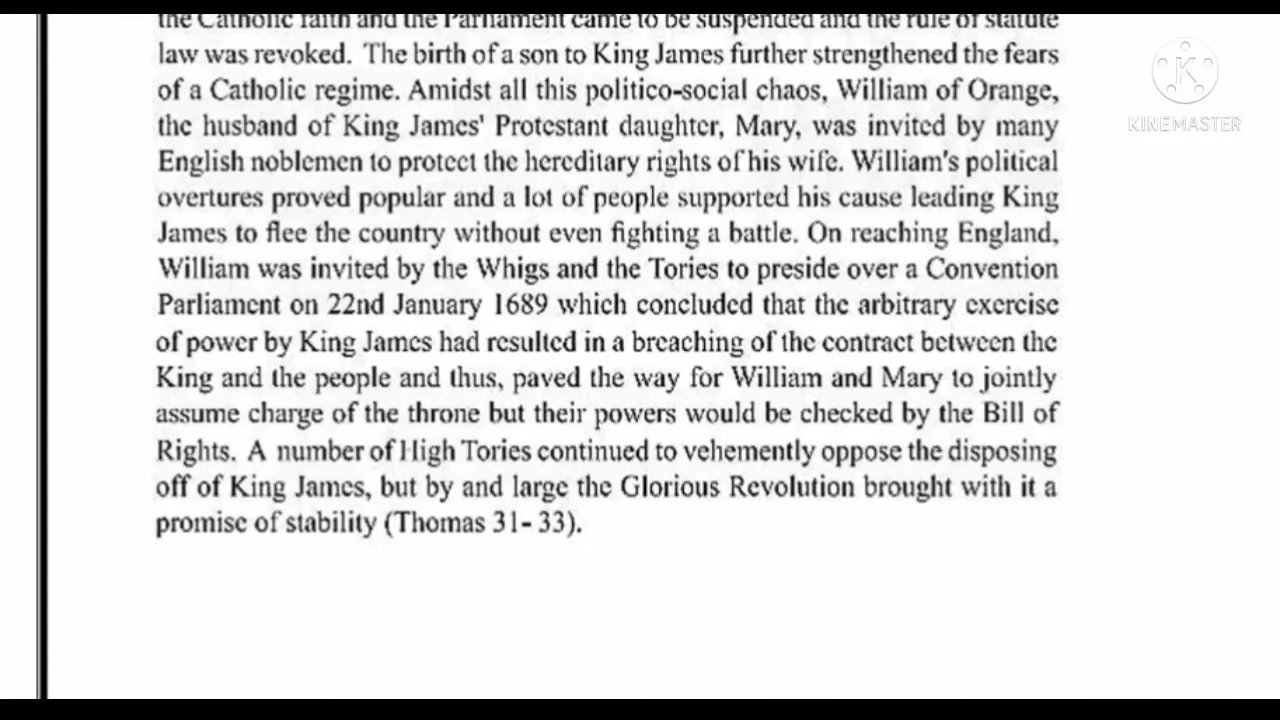 the Catholic faith and the Parliament came to be suspended and the rule of statute
law was revoked. The birth of a son to King James further strengthened the fears
of a Catholic regime. Amidst all this politico-social chaos, William of Orange,
the husband of King James' Protestant daughter, Mary, was invited by many
English noblemen to protect the hereditary rights of his wife. William's political
overtures proved popular and a lot of people supported his cause leading King
James to flee the country without even fighting a battle. On reaching England,
William was invited by the Whigs and the Tories to preside over a Convention
Parliament on 22nd January 1689 which concluded that the arbitrary exercise
of power by King James had resulted in a breaching of the contract between the
King and the people and thus, paved the way for William and Mary to jointly
assume charge of the throne but their powers would be checked by the Bill of
Rights. A number of High Tories continued to vehemently oppose the disposing
off of King James, but by and large the Glorious Revolution brought with it a
promise of stability (Thomas 31- 33).
K
KINEMASTER